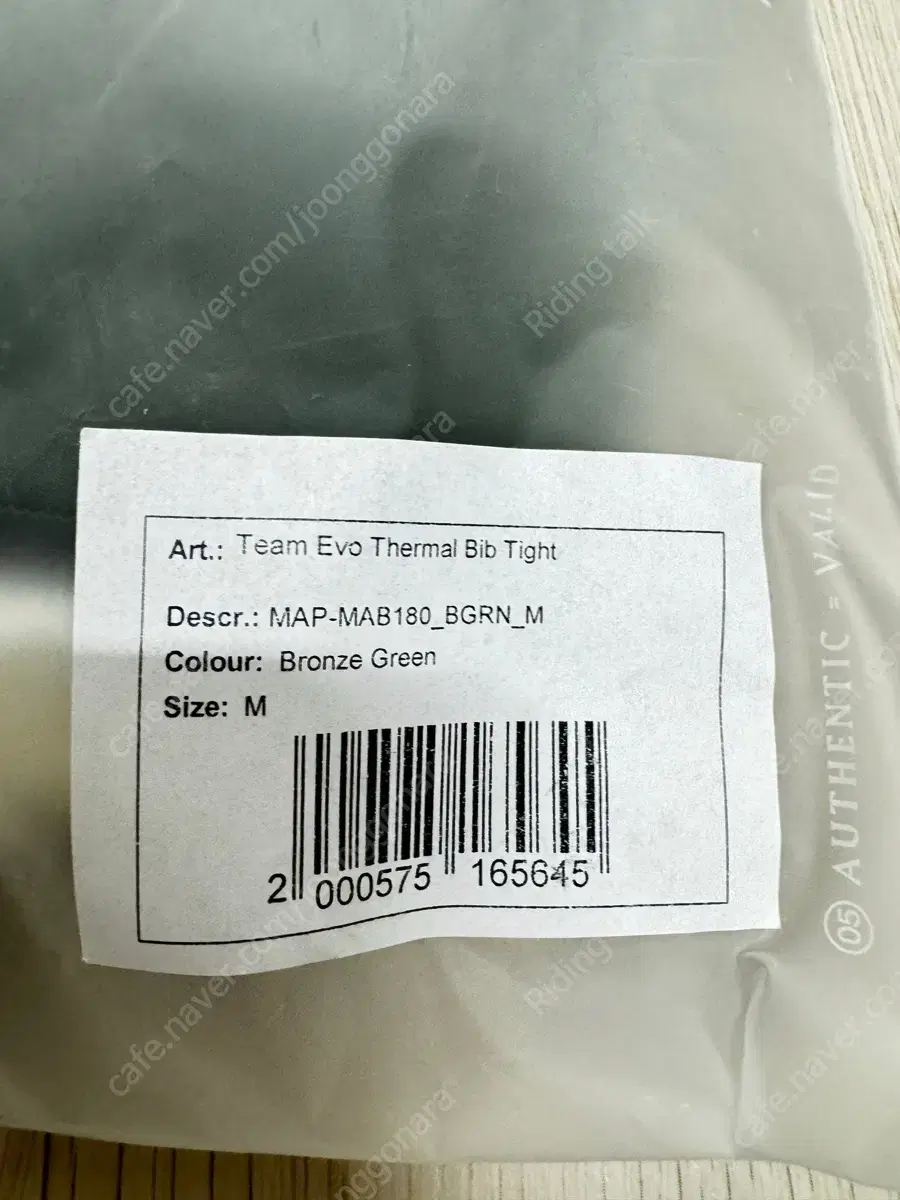 Art.: Team Evo Thermal Bib Tight
Descr.: MAP-MAB180_BGRN_M
Colour: Bronze Green
Size: M
2 000575 165645
05 AUTHENTIC = VALID
cafe.naver.com/joonggonara
Riding talk